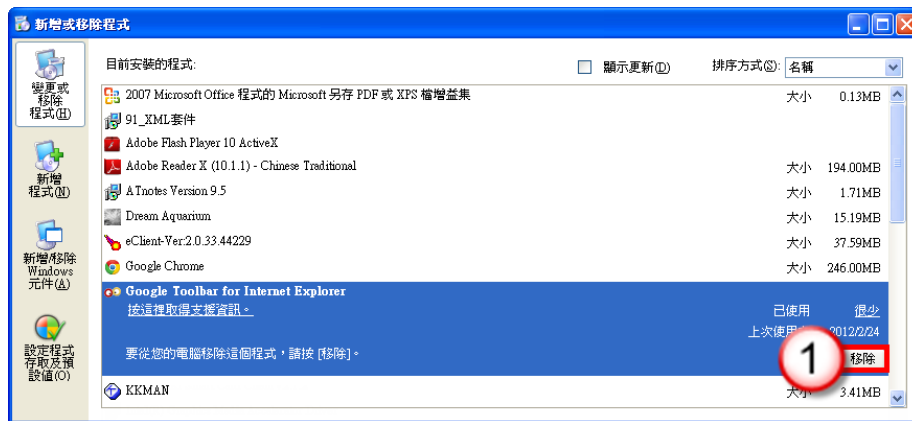 新增或移除程式
變更或
移除
程式(H)
新增
程式(N)
新增/移除
Windows
元件(A)
設定程式
存取及預
設值(O)
目前安裝的程式:
顯示更新(D)
排序方式(S): 名稱
2007 Microsoft Office 程式的 Microsoft 另存 PDF 或 XPS 檔增益集 大小 0.13MB
91_XML套件
Adobe Flash Player 10 ActiveX
Adobe Reader X (10.1.1) - Chinese Traditional 大小 194.00MB
ATnotes Version 9.5 大小 1.71MB
Dream Aquarium 大小 15.19MB
eClient-Ver:2.0.33.44229 大小 37.59MB
Google Chrome 大小 246.00MB
Google Toolbar for Internet Explorer
按這裡取得支援資訊。 已使用 很少
上次使用 2012/2/24
要從您的電腦移除這個程式，請按 [移除]。 1 移除
KKMAN 大小 3.41MB